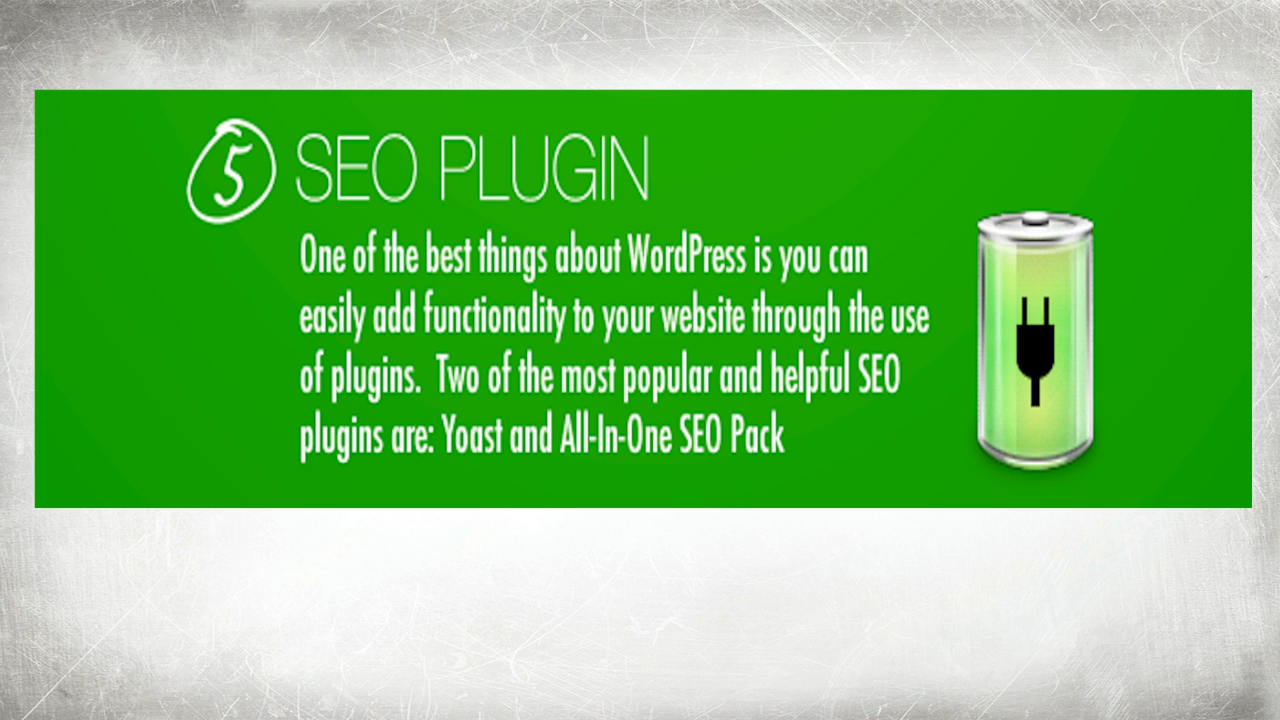 5 SEO PLUGIN
One of the best things about WordPress is you can
easily add functionality to your website through the use
of plugins.  Two of the most popular and helpful SEO
plugins are: Yoast and All-In-One SEO Pack